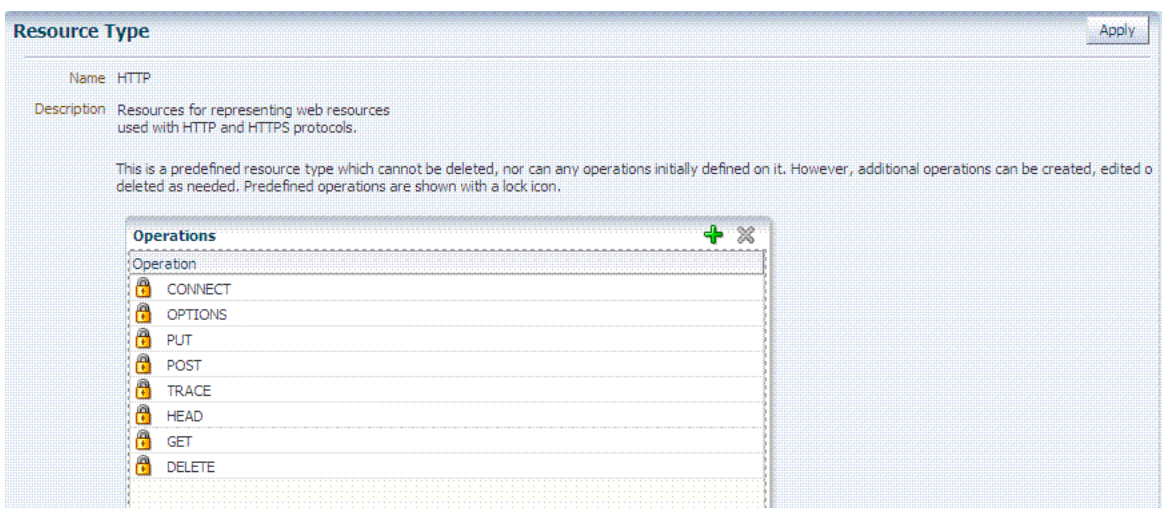 Resource Type
Apply
Name HTTP
Description Resources for representing web resources
used with HTTP and HTTPS protocols.
This is a predefined resource type which cannot be deleted, nor can any operations initially defined on it. However, additional operations can be created, edited o
deleted as needed. Predefined operations are shown with a lock icon.
Operations
Operation
CONNECT
OPTIONS
PUT
POST
TRACE
HEAD
GET
DELETE